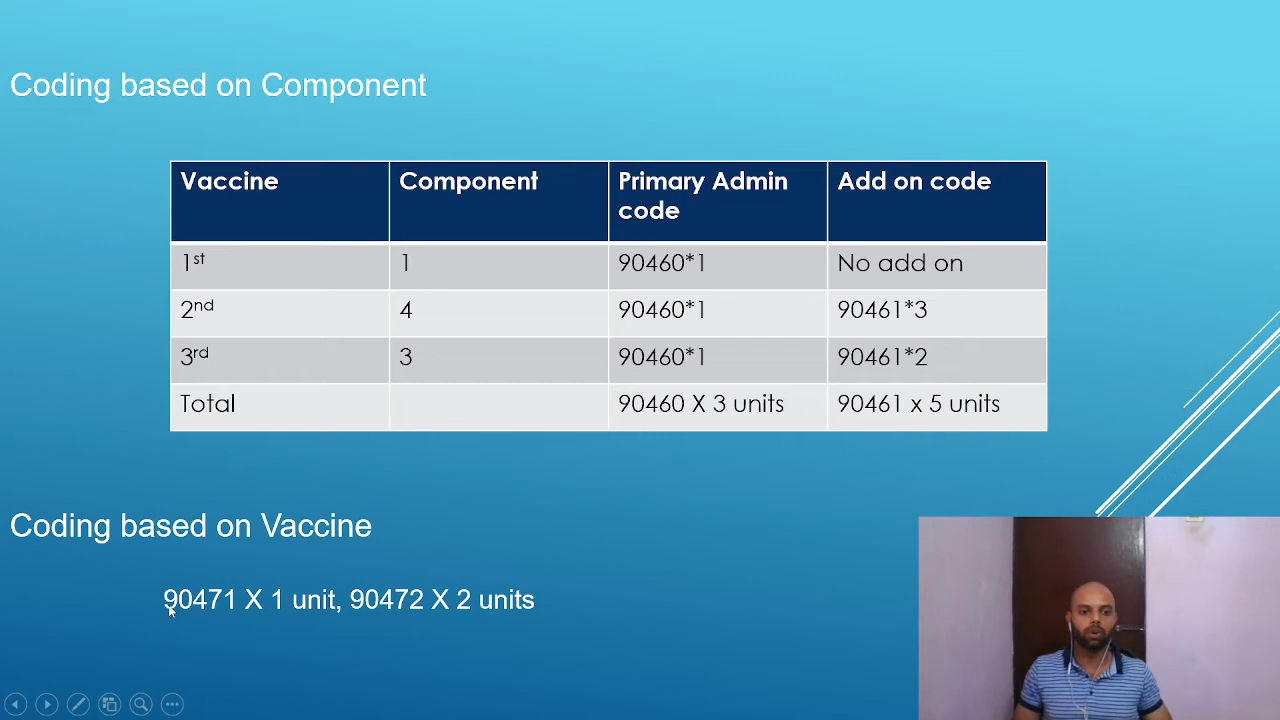 Coding based on Component
Vaccine Component Primary Admin code Add on code
1st 1 90460*1 No add on
2nd 4 90460*1 90461*3
3rd 3 90460*1 90461*2
Total 90460 X 3 units 90461 x 5 units
Coding based on Vaccine
90471 X 1 unit, 90472 X 2 units